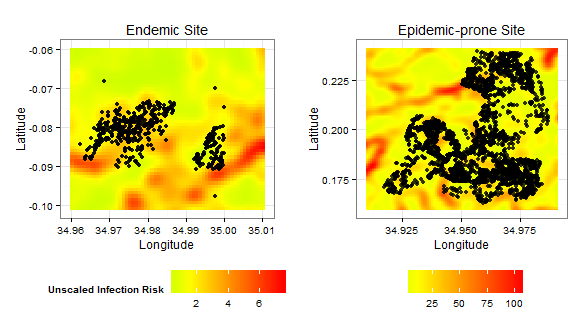 Endemic Site
-0.06
-0.07
-0.08
-0.09
-0.10
Latitude
34.96 34.97 34.98 34.99 35.00 35.01
Longitude
Epidemic-prone Site
0.225
0.200
0.175
Latitude
34.925 34.950 34.975
Longitude
Unscaled Infection Risk
2 4 6
25 50 75 100